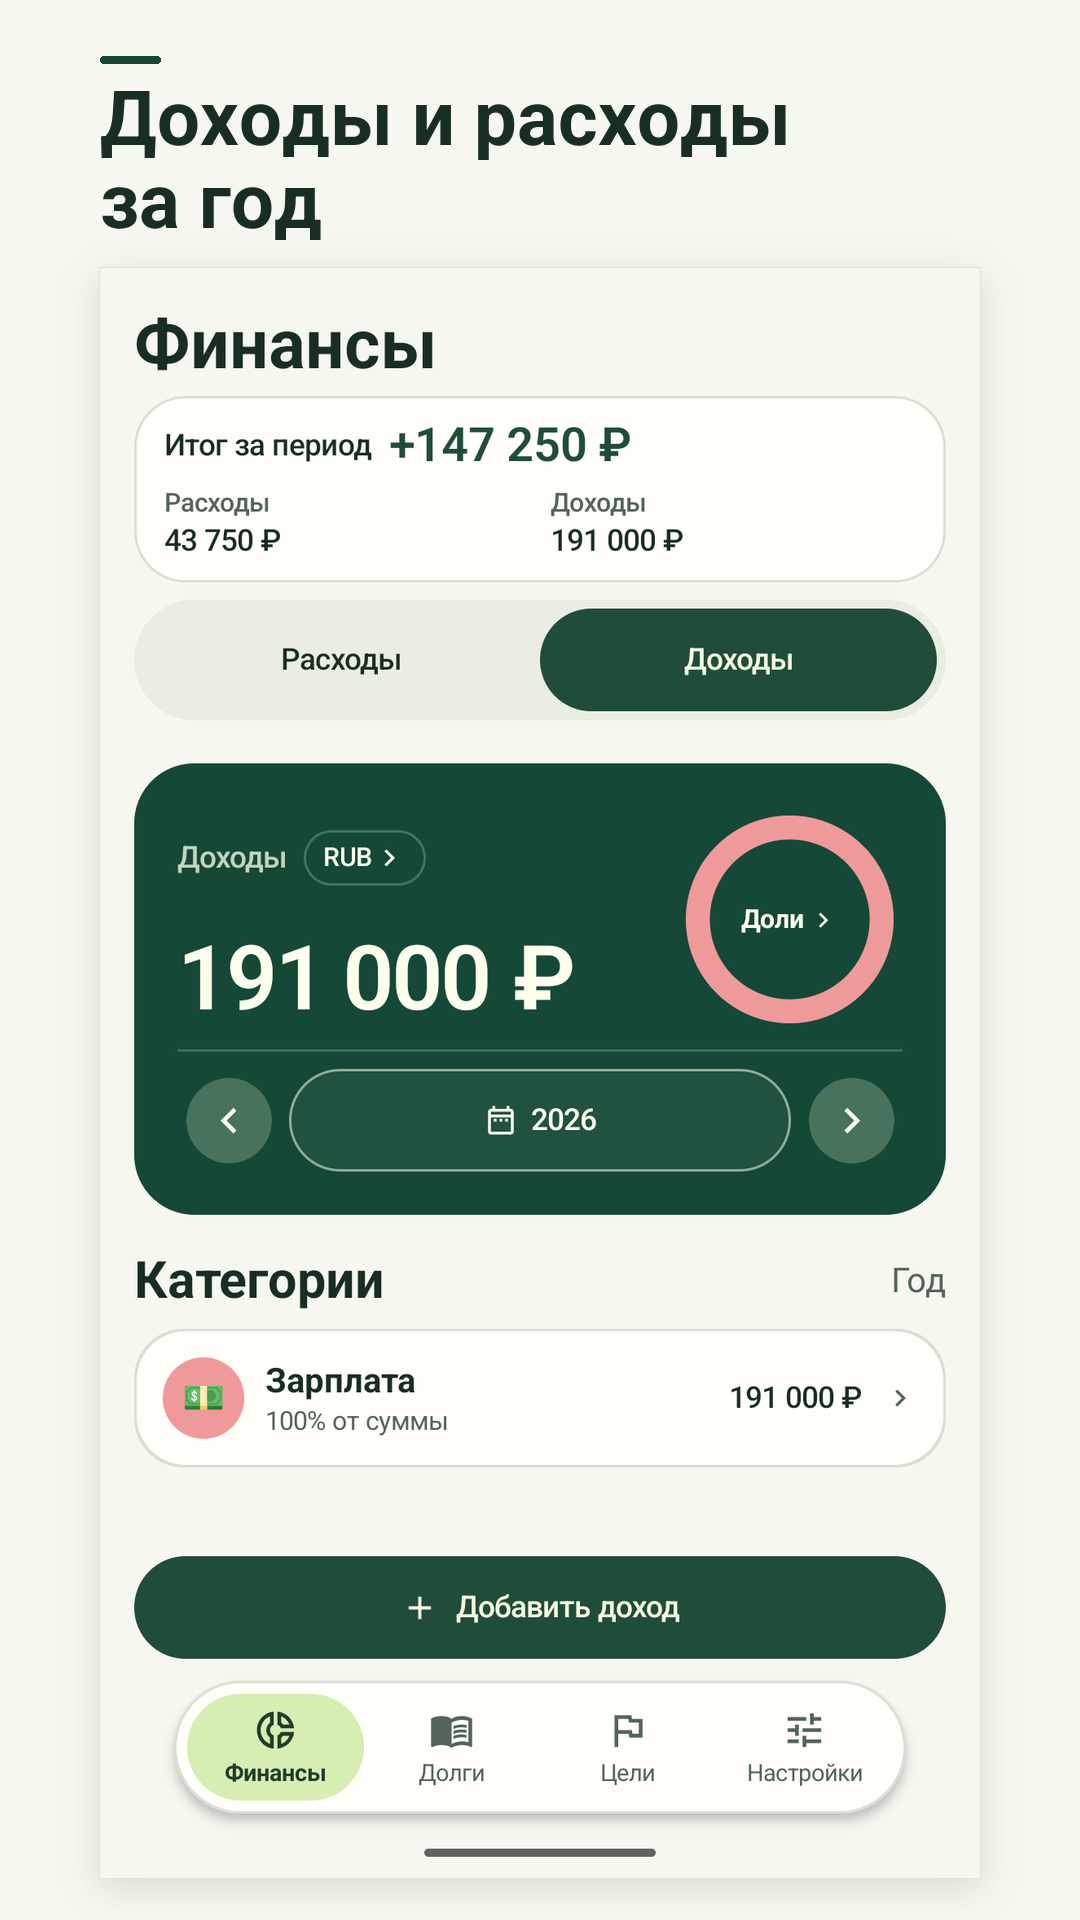 Доходы и расходы
за год
Финансы
Итог за период +147 250 ₽
Расходы Доходы
43 750 ₽ 191 000 ₽
Расходы Доходы
Доходы RUB
Доли
191 000 ₽
2026
Категории Год
Зарплата
191 000 ₽
100% от суммы
+ Добавить доход
Финансы Долги Цели Настройки